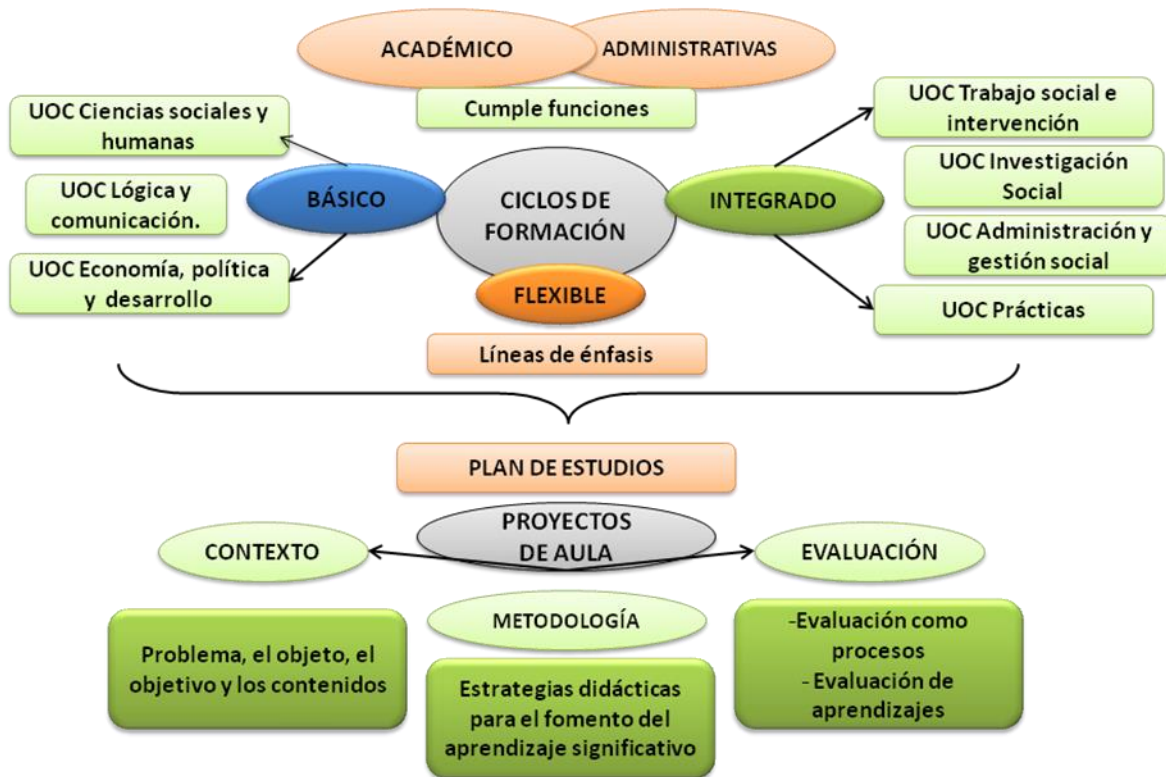 ACADÉMICO
ADMINISTRATIVAS
Cumple funciones
UOC Ciencias sociales y
humanas
UOC Lógica y
comunicación.
UOC Economía, política
y desarrollo
BÁSICO
CICLOS DE
FORMACIÓN
INTEGRADO
FLEXIBLE
Líneas de énfasis
UOC Trabajo social e
intervención
UOC Investigación
Social
UOC Administración y
gestión social
UOC Prácticas
PLAN DE ESTUDIOS
PROYECTOS
DE AULA
CONTEXTO
EVALUACIÓN
METODOLOGÍA
Problema, el objeto, el
objetivo y los contenidos
Estrategias didácticas
para el fomento del
aprendizaje significativo
-Evaluación como
procesos
- Evaluación de
aprendizajes